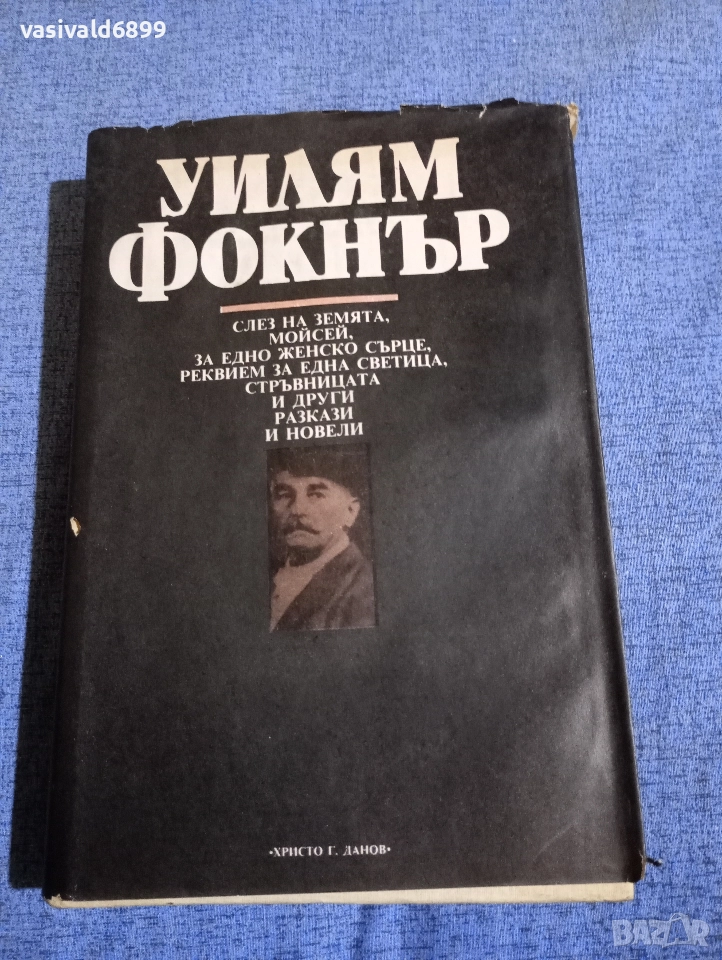 vasivald6899
УИЛЯМ
ФОКНЪР
СЛЕЗ НА ЗЕМЯТА,
МОЙСЕЙ,
ЗА ЕДНО ЖЕНСКО СЪРЦЕ,
РЕКВИЕМ ЗА ЕДНА СВЕТИЦА,
СТРЪВНИЦАТА
И ДРУГИ
РАЗКАЗИ
И НОВЕЛИ
•ХРИСТО Г. ДАНОВ•
BAZAR